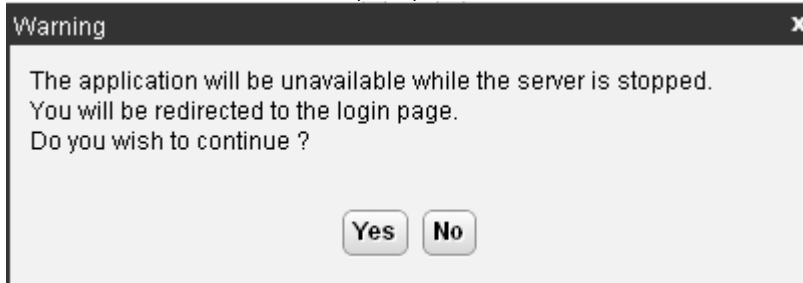 Warning
x
The application will be unavailable while the server is stopped.
You will be redirected to the login page.
Do you wish to continue ?
Yes No